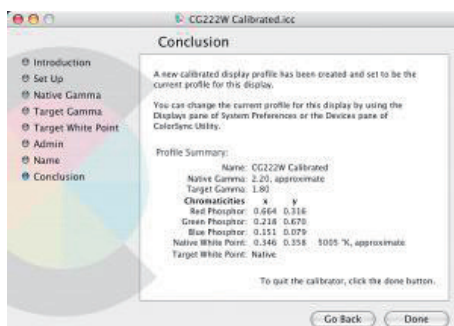 CG222W Calibrated.icc
Conclusion
Introduction
Set Up
Native Gamma
Target Gamma
Target White Point
Admin
Name
Conclusion
A new calibrated display profile has been created and set to be the
current profile for this display.
You can change the current profile for this display by using the
Displays pane of System Preferences or the Devices pane of
ColorSync Utility.
Profile Summary:
Name: CG222W Calibrated
Native Gamma: 2.20, approximate
Target Gamma: 1.80
Chromaticities x y
Red Phosphor: 0.664 0.316
Green Phosphor: 0.218 0.670
Blue Phosphor: 0.151 0.079
Native White Point: 0.346 0.358 5005 °K, approximate
Target White Point: Native
To quit the calibrator, click the done button.
Go Back Done